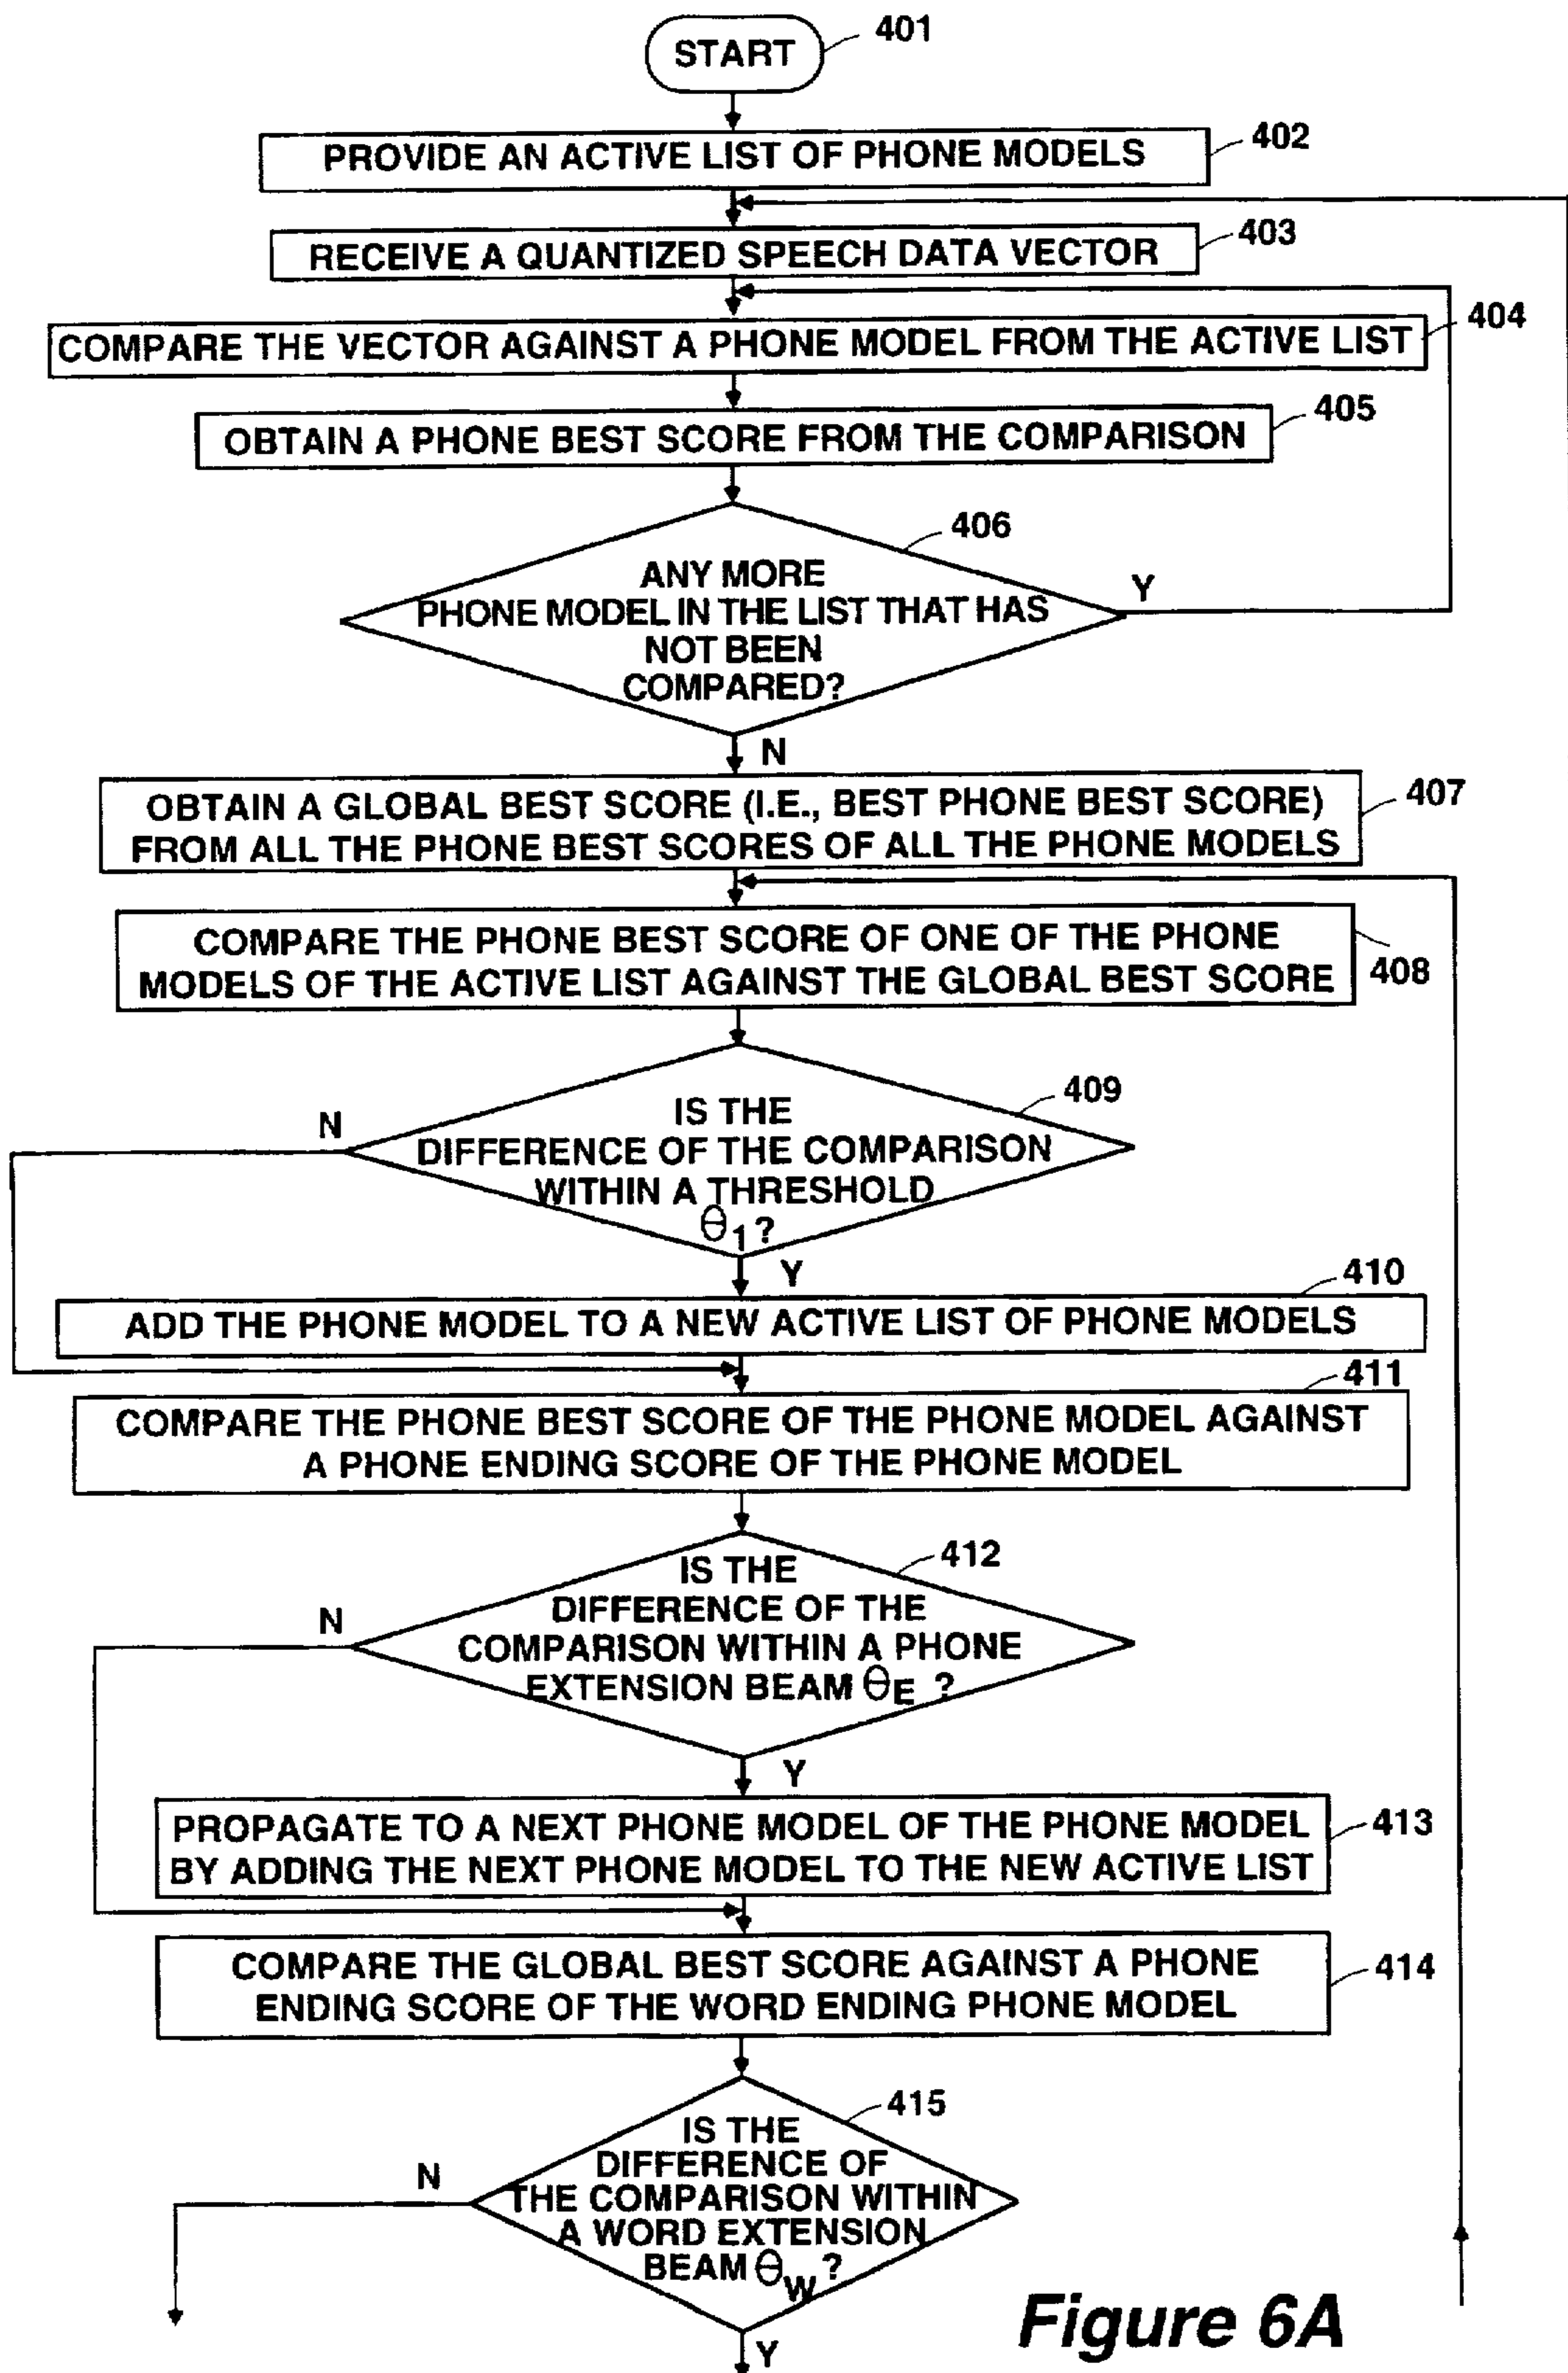 START
401
PROVIDE AN ACTIVE LIST OF PHONE MODELS
402
RECEIVE A QUANTIZED SPEECH DATA VECTOR
403
COMPARE THE VECTOR AGAINST A PHONE MODEL FROM THE ACTIVE LIST
404
OBTAIN A PHONE BEST SCORE FROM THE COMPARISON
405
406
ANY MORE
PHONE MODEL IN THE LIST THAT HAS
NOT BEEN
COMPARED?
Y
N
OBTAIN A GLOBAL BEST SCORE (I.E., BEST PHONE BEST SCORE)
FROM ALL THE PHONE BEST SCORES OF ALL THE PHONE MODELS
407
COMPARE THE PHONE BEST SCORE OF ONE OF THE PHONE
MODELS OF THE ACTIVE LIST AGAINST THE GLOBAL BEST SCORE
408
409
IS THE
DIFFERENCE OF THE COMPARISON
WITHIN A THRESHOLD
Θ1?
N
Y
410
ADD THE PHONE MODEL TO A NEW ACTIVE LIST OF PHONE MODELS
411
COMPARE THE PHONE BEST SCORE OF THE PHONE MODEL AGAINST
A PHONE ENDING SCORE OF THE PHONE MODEL
412
IS THE
DIFFERENCE OF THE
COMPARISON WITHIN A PHONE
EXTENSION BEAM ΘE ?
N
Y
PROPAGATE TO A NEXT PHONE MODEL OF THE PHONE MODEL
BY ADDING THE NEXT PHONE MODEL TO THE NEW ACTIVE LIST
413
COMPARE THE GLOBAL BEST SCORE AGAINST A PHONE
ENDING SCORE OF THE WORD ENDING PHONE MODEL
414
415
IS THE
DIFFERENCE OF
THE COMPARISON WITHIN
A WORD EXTENSION
BEAM ΘW?
N
Y
Figure 6A